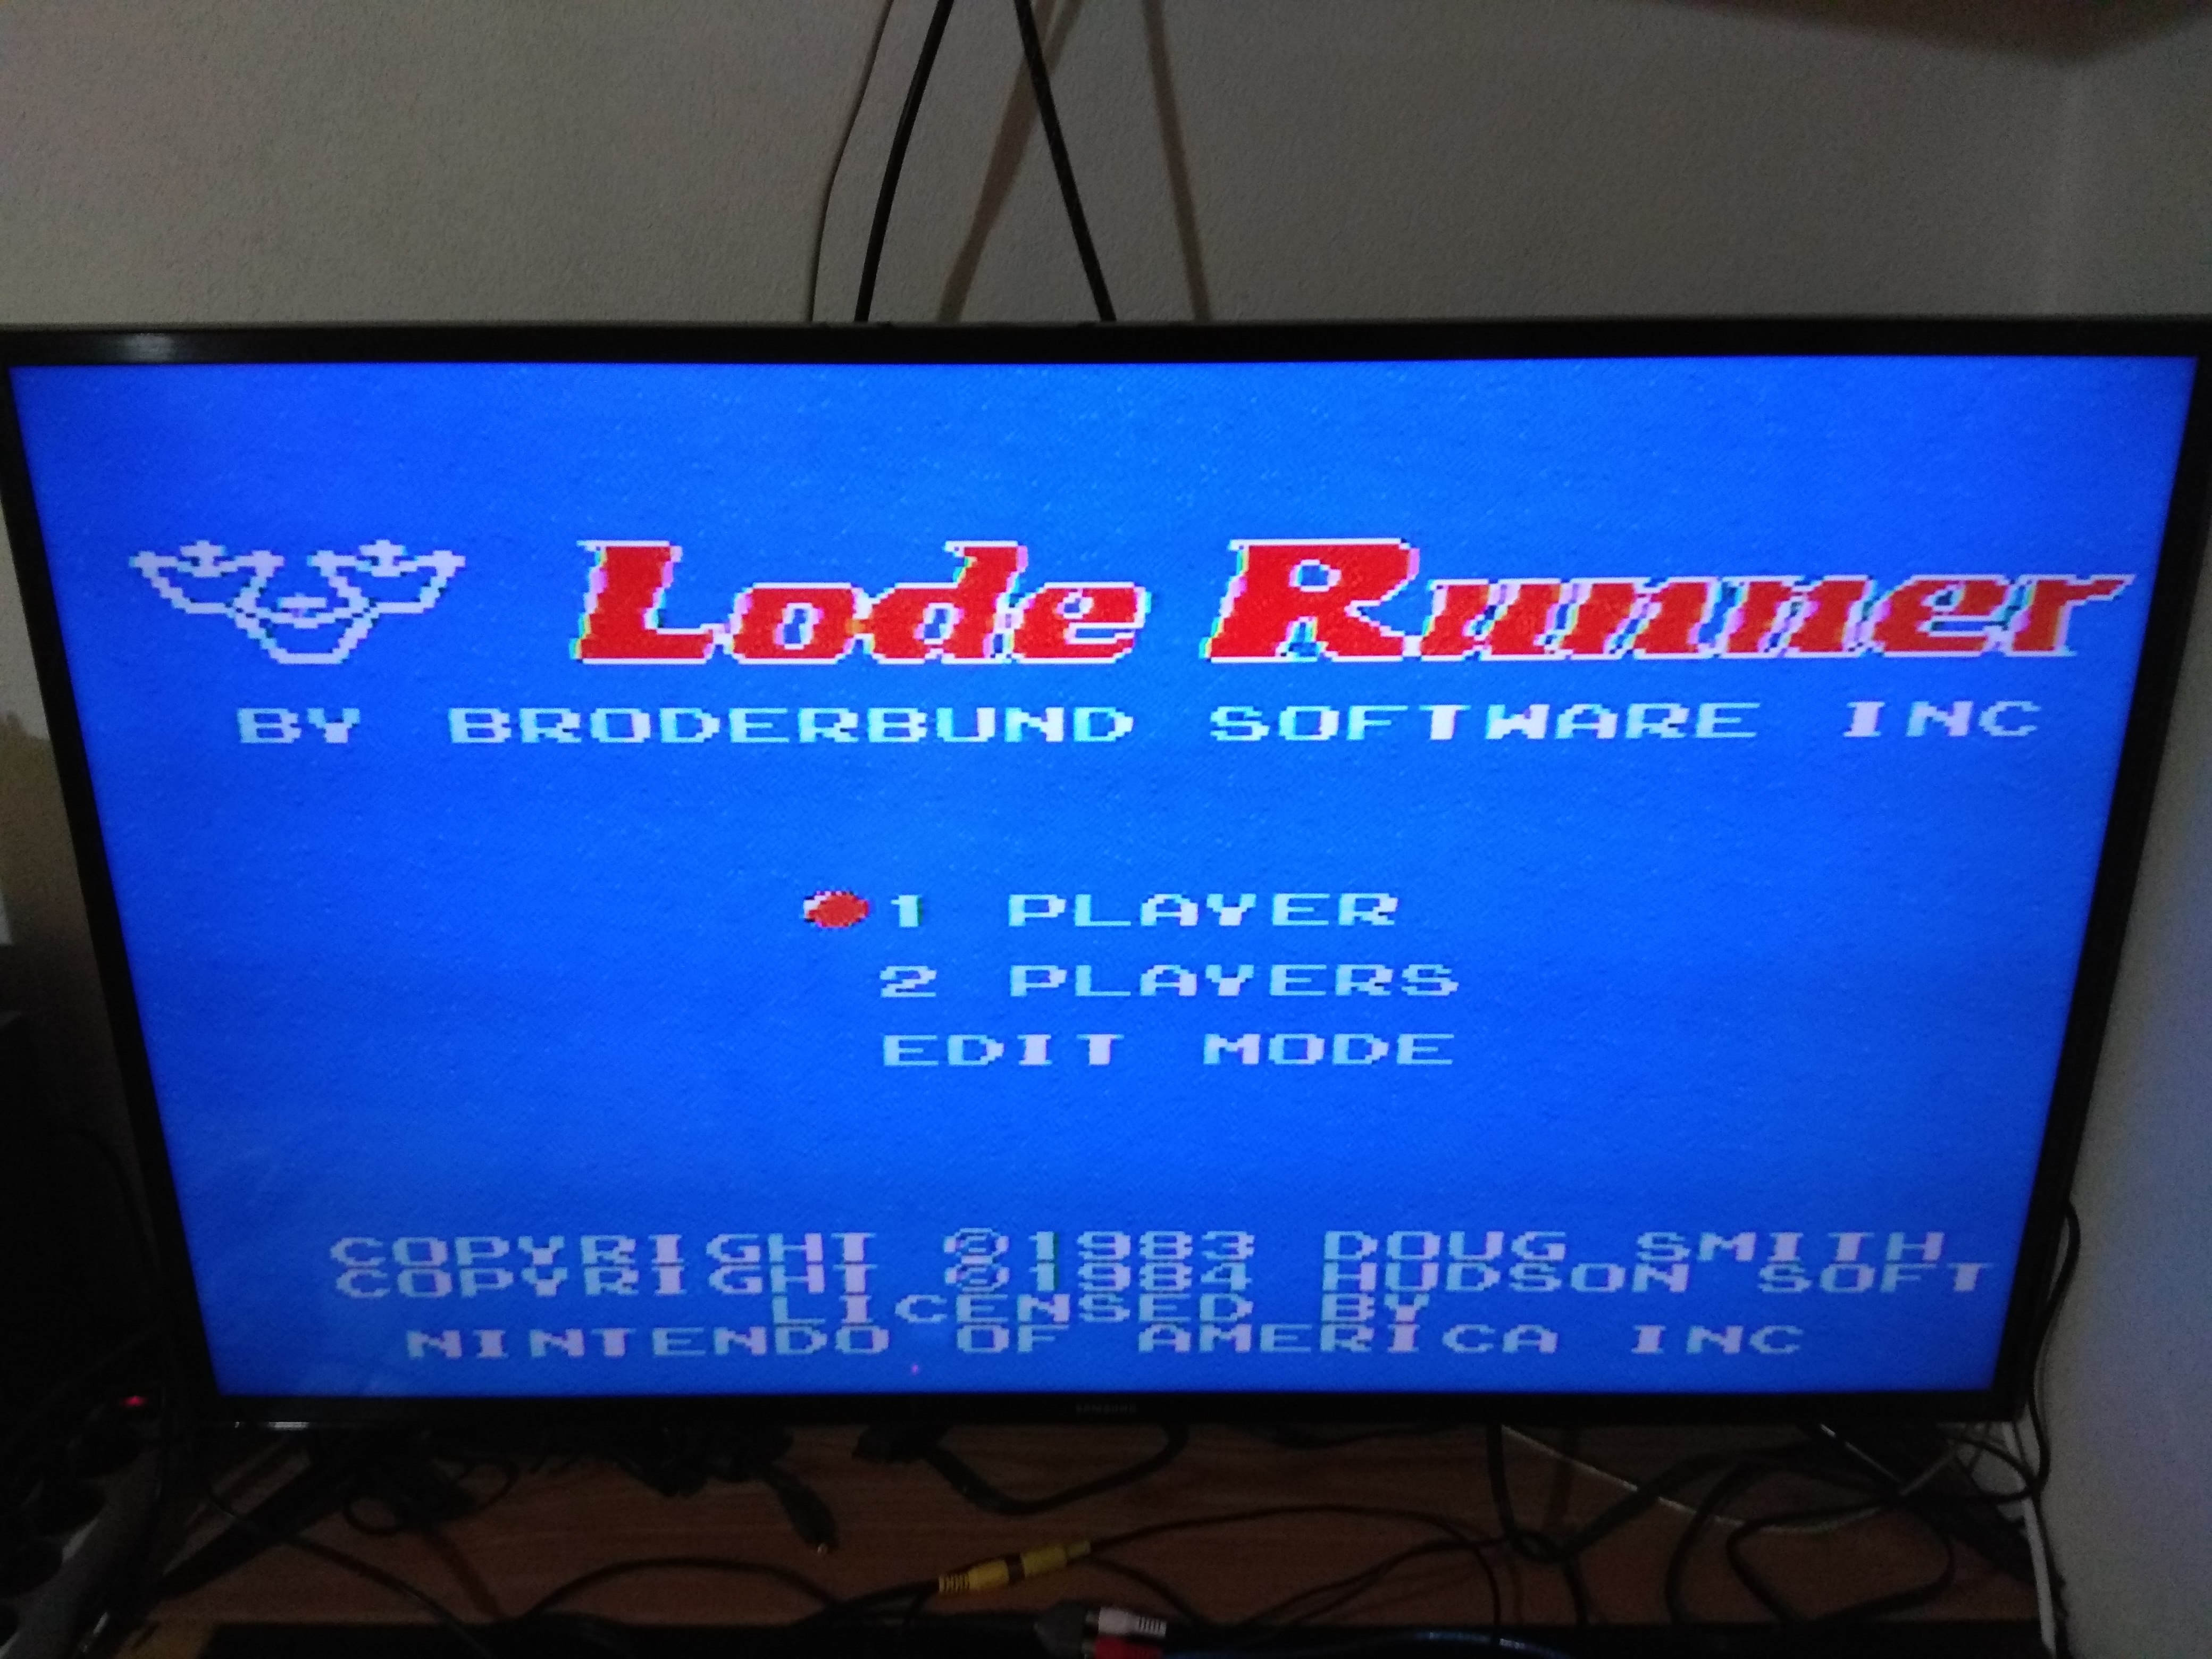 Lode Runner
BY BRODERBUND SOFTWARE INC
1 PLAYER
2 PLAYERS
EDIT MODE
COPYRIGHT ©1983 DOUG SMITH
COPYRIGHT ©1984 HUDSON SOFT
LICENSED BY
NINTENDO OF AMERICA INC
SAMSUNG